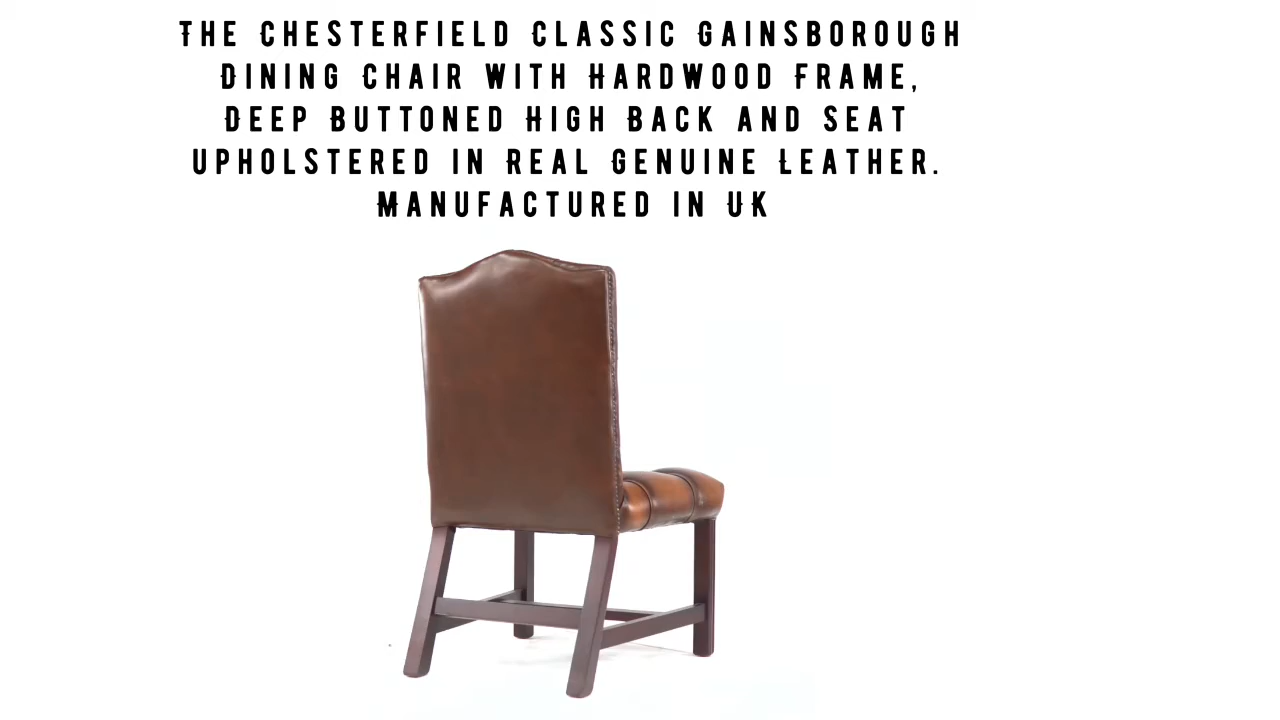 The Chesterfield Classic Gainsborough
Dining Chair with Hardwood Frame,
Deep Buttoned High Back and Seat
Upholstered in Real Genuine Leather.
Manufactured in UK